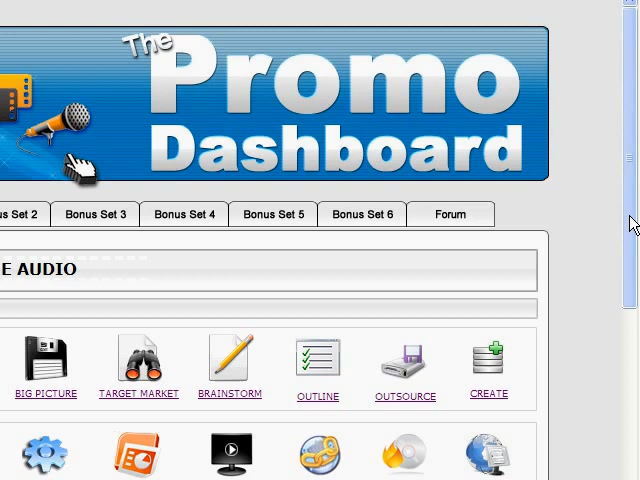 The
Promo
Dashboard
us Set 2 Bonus Set 3 Bonus Set 4 Bonus Set 5 Bonus Set 6 Forum
E AUDIO
BIG PICTURE TARGET MARKET BRAINSTORM OUTLINE OUTSOURCE CREATE